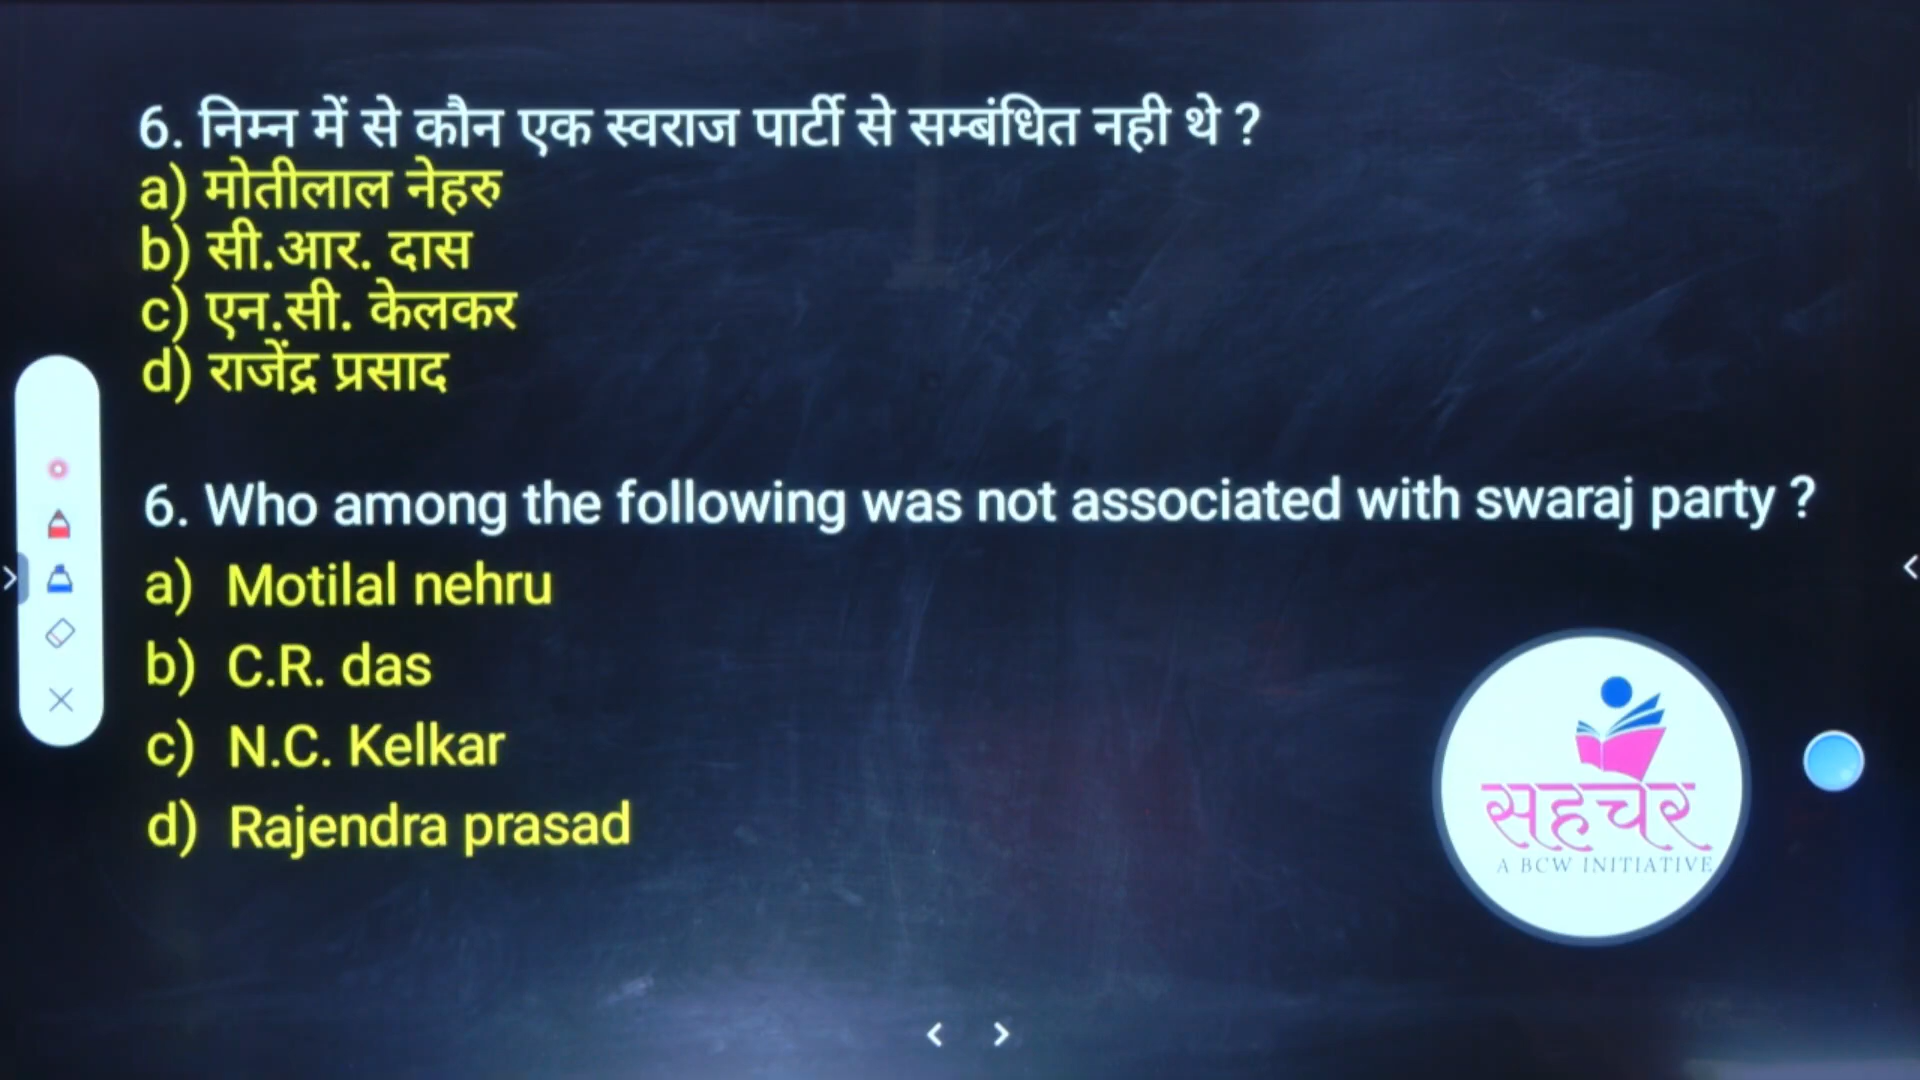 6. निम्न में से कौन एक स्वराज पार्टी से सम्बंधित नही थे ?
a) मोतीलाल नेहरु
b) सी.आर. दास
c) एन.सी. केलकर
d) राजेंद्र प्रसाद
6. Who among the following was not associated with swaraj party ?
a) Motilal nehru
b) C.R. das
c) N.C. Kelkar
d) Rajendra prasad
सहचर
A BCW INITIATIVE